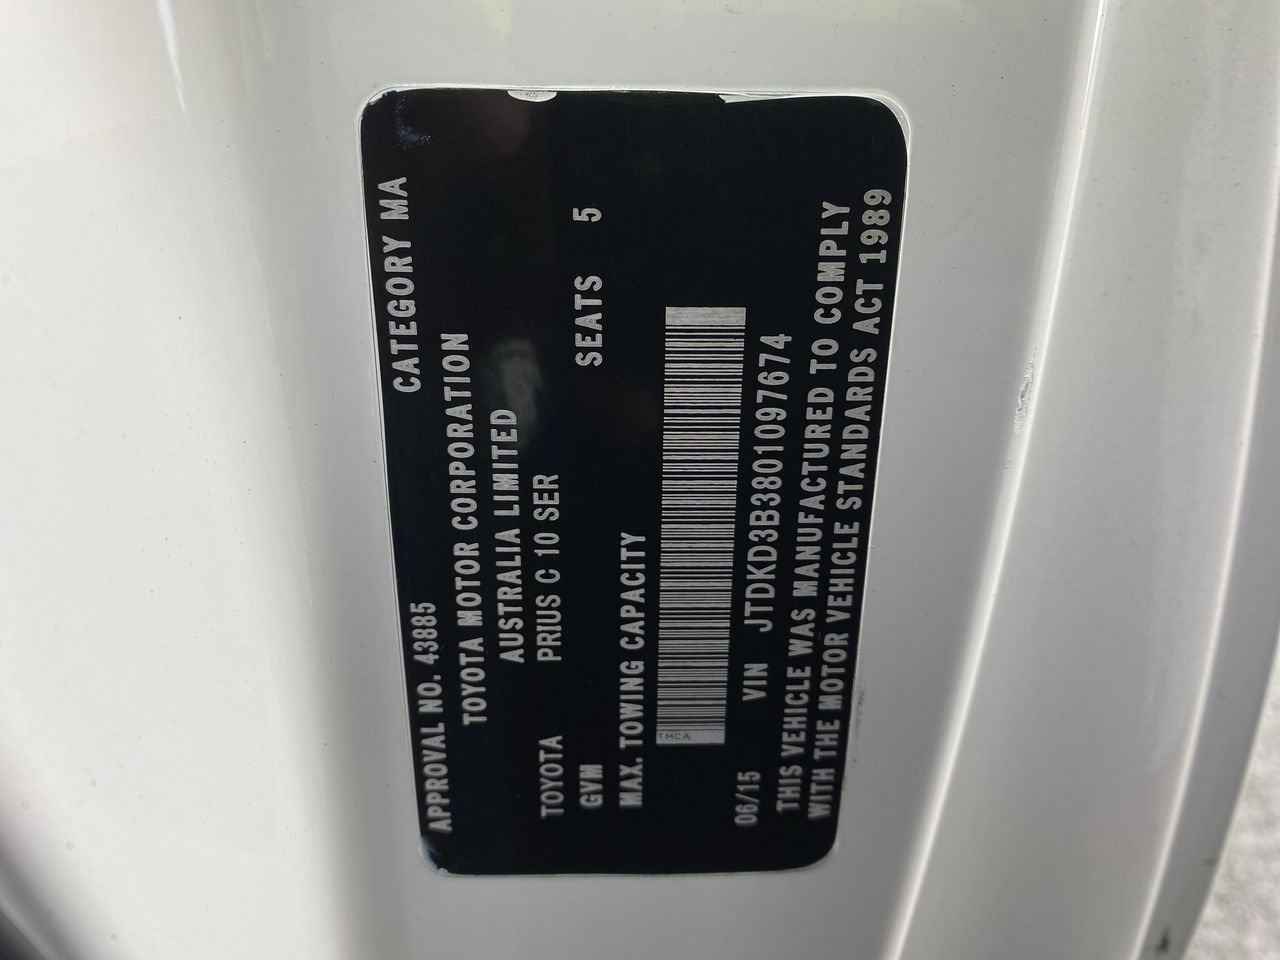 APPROVAL NO. 43885 CATEGORY MA
TOYOTA MOTOR CORPORATION
AUSTRALIA LIMITED
TOYOTA PRIUS C 10 SER
GVM SEATS 5
MAX. TOWING CAPACITY
TMCA
06/15 VIN JTDKD3B3801097674
THIS VEHICLE WAS MANUFACTURED TO COMPLY
WITH THE MOTOR VEHICLE STANDARDS ACT 1989